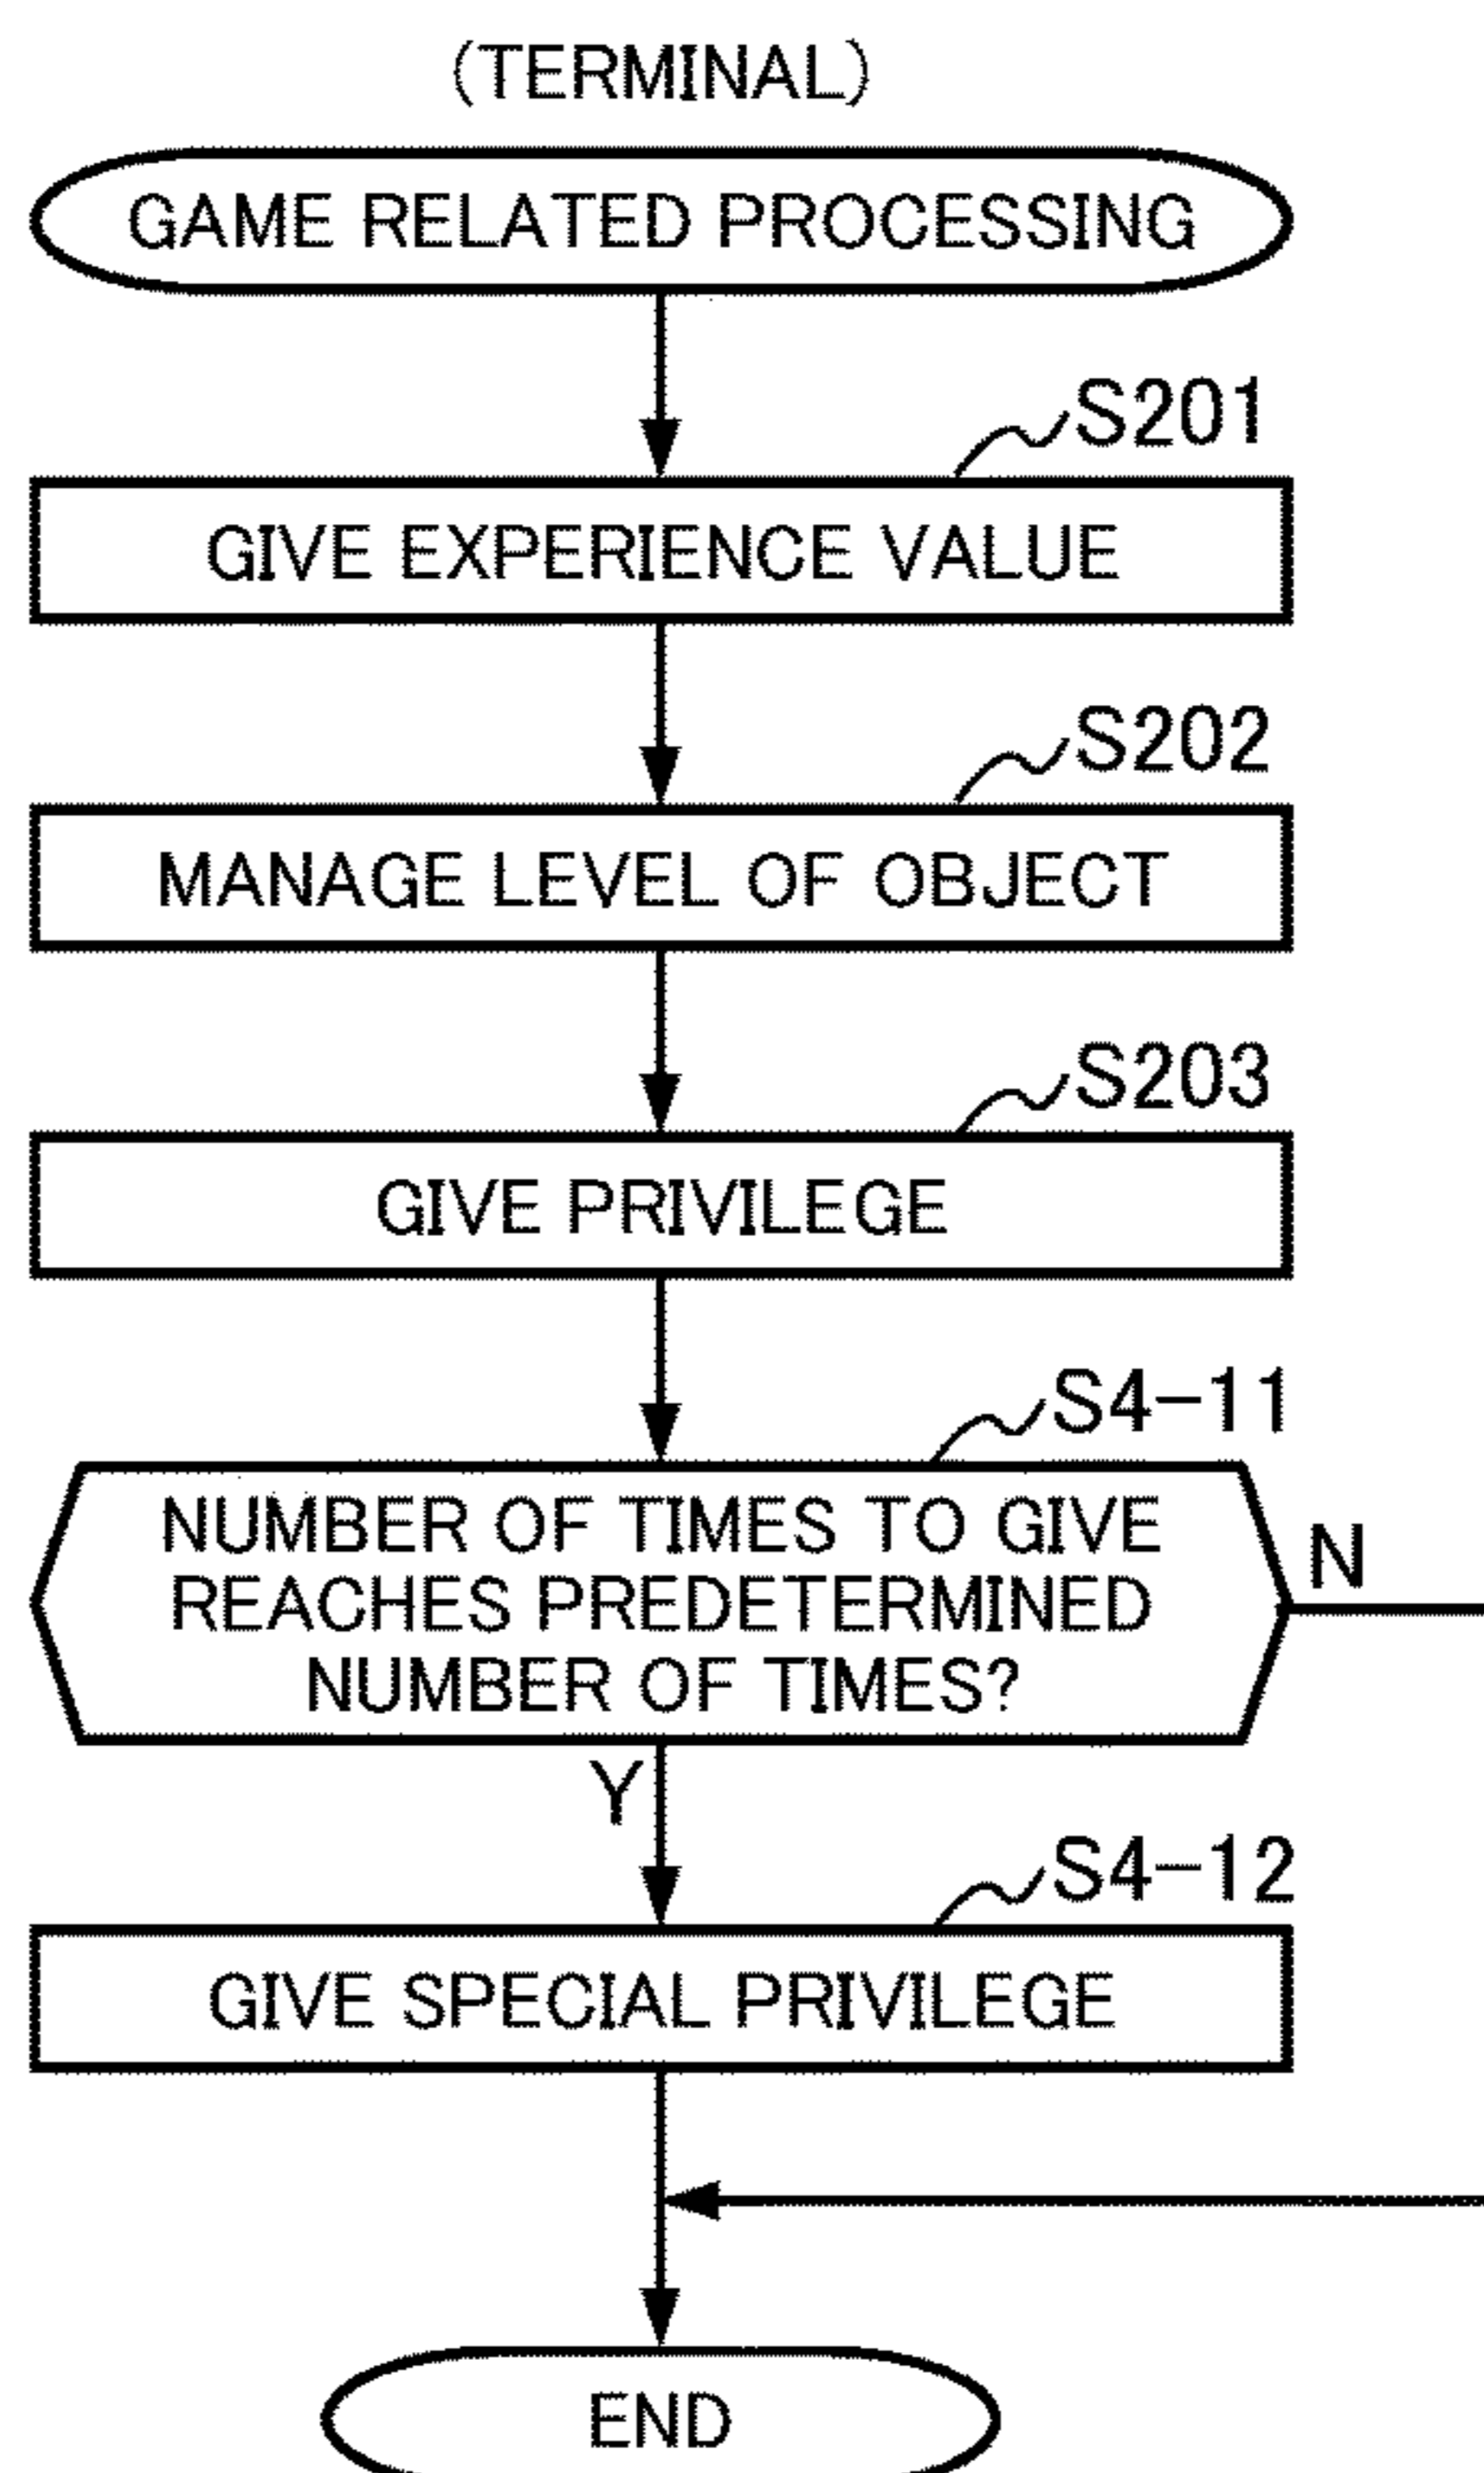 (TERMINAL)
GAME RELATED PROCESSING
S201
GIVE EXPERIENCE VALUE
S202
MANAGE LEVEL OF OBJECT
S203
GIVE PRIVILEGE
S4-11
NUMBER OF TIMES TO GIVE
REACHES PREDETERMINED
NUMBER OF TIMES?
N
Y
S4-12
GIVE SPECIAL PRIVILEGE
END